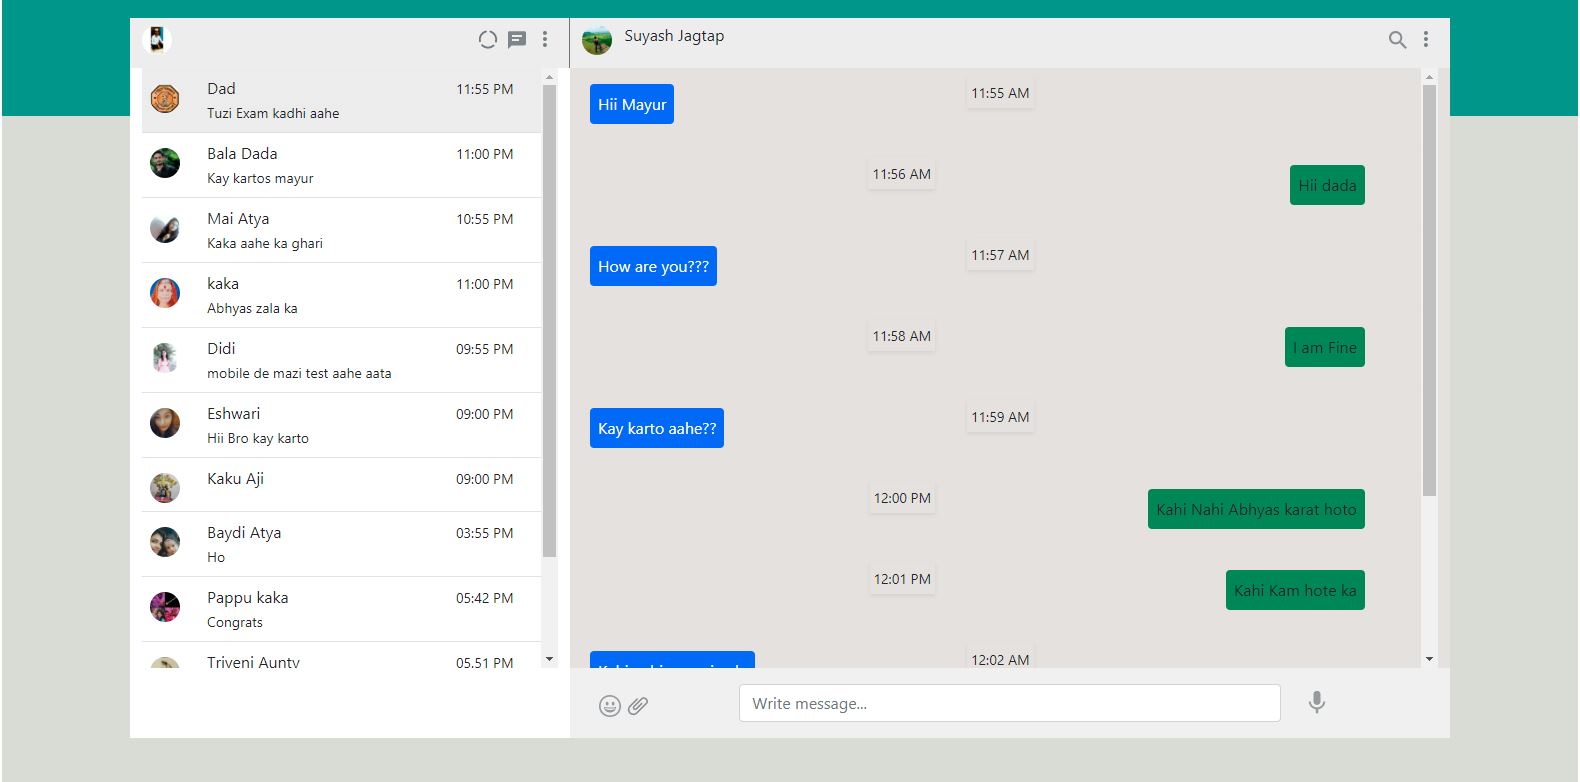 Dad 11:55 PM
Tuzi Exam kadhi aahe
Bala Dada 11:00 PM
Kay kartos mayur
Mai Atya 10:55 PM
Kaka aahe ka ghari
kaka 11:00 PM
Abhyas zala ka
Didi 09:55 PM
mobile de mazi test aahe aata
Eshwari 09:00 PM
Hii Bro kay karto
Kaku Aji 09:00 PM
Baydi Atya 03:55 PM
Ho
Pappu kaka 05:42 PM
Congrats
Triveni Aunty 05.51 PM
Suyash Jagtap
Hii Mayur 11:55 AM
11:56 AM Hii dada
How are you??? 11:57 AM
11:58 AM I am Fine
Kay karto aahe?? 11:59 AM
12:00 PM Kahi Nahi Abhyas karat hoto
12:01 PM Kahi Kam hote ka
12:02 AM
Write message...